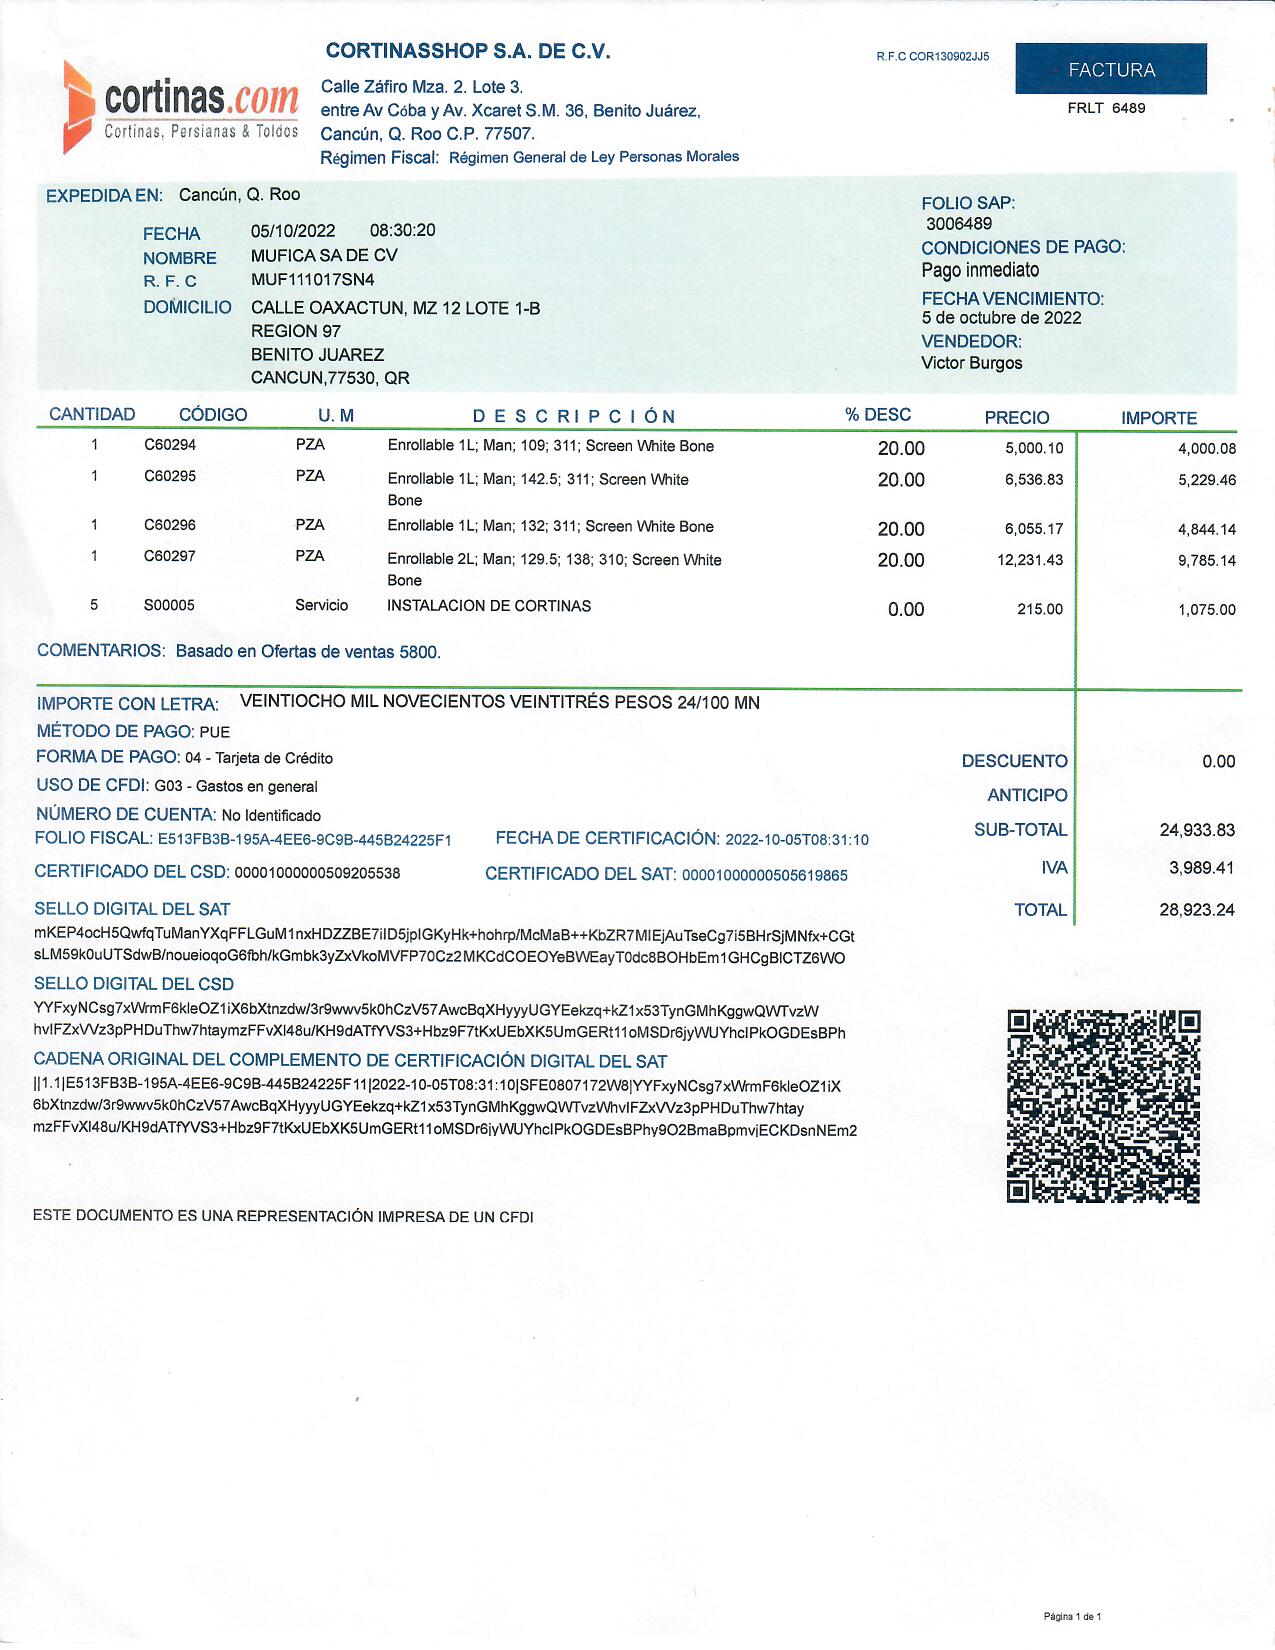 cortinas.com
Cortinas, Persianas & Toldos
CORTINASSHOP S.A. DE C.V.
Calle Záfiro Mza. 2. Lote 3.
entre Av Cóba y Av. Xcaret S.M. 36, Benito Juárez,
Cancún, Q. Roo C.P. 77507.
Régimen Fiscal: Régimen General de Ley Personas Morales
R.F.C COR130902JJ5
FACTURA
FRLT 6489
EXPEDIDA EN: Cancún, Q. Roo
FECHA 05/10/2022 08:30:20
NOMBRE MUFICA SA DE CV
R. F. C MUF111017SN4
DOMICILIO CALLE OAXACTUN, MZ 12 LOTE 1-B
REGION 97
BENITO JUAREZ
CANCUN,77530, QR
FOLIO SAP:
3006489
CONDICIONES DE PAGO:
Pago inmediato
FECHA VENCIMIENTO:
5 de octubre de 2022
VENDEDOR:
Victor Burgos
CANTIDAD CÓDIGO U. M DESCRIPCIÓN % DESC PRECIO IMPORTE
1 C60294 PZA Enrollable 1L; Man; 109; 311; Screen White Bone 20.00 5,000.10 4,000.08
1 C60295 PZA Enrollable 1L; Man; 142.5; 311; Screen White 20.00 6,536.83 5,229.46
Bone
1 C60296 PZA Enrollable 1L; Man; 132; 311; Screen White Bone 20.00 6,055.17 4,844.14
1 C60297 PZA Enrollable 2L; Man; 129.5; 138; 310; Screen White 20.00 12,231.43 9,785.14
Bone
5 S00005 Servicio INSTALACION DE CORTINAS 0.00 215.00 1,075.00
COMENTARIOS: Basado en Ofertas de ventas 5800.
IMPORTE CON LETRA: VEINTIOCHO MIL NOVECIENTOS VEINTITRÉS PESOS 24/100 MN
MÉTODO DE PAGO: PUE
FORMA DE PAGO: 04 - Tarjeta de Crédito
USO DE CFDI: G03 - Gastos en general
NÚMERO DE CUENTA: No Identificado
FOLIO FISCAL: E513FB3B-195A-4EE6-9C9B-445B24225F1 FECHA DE CERTIFICACIÓN: 2022-10-05T08:31:10
CERTIFICADO DEL CSD: 00001000000509205538 CERTIFICADO DEL SAT: 00001000000505619865
DESCUENTO 0.00
ANTICIPO
SUB-TOTAL 24,933.83
IVA 3,989.41
TOTAL 28,923.24
SELLO DIGITAL DEL SAT
mKEP4ocH5QwfqTuManYXqFFLGuM1nxHDZZBE7iID5jpIGKyHk+hohrp/McMaB++KbZR7MIEjAuTseCg7i5BHrSjMNfx+CGt
sLM59k0uUTSdwB/noueioqoG6fbh/kGmbk3yZxVkoMVFP70Cz2MKCdCOEOYeBWEayT0dc8BOHbEm1GHCgBICTZ6WO
SELLO DIGITAL DEL CSD
YYFxyNCsg7xWrmF6kleOZ1iX6bXtnzdw/3r9wwv5k0hCzV57AwcBqXHyyyUGYEekzq+kZ1x53TynGMhKggwQWTvzW
hvIFZxVVz3pPHDuThw7htaymzFFvXl48u/KH9dATfYVS3+Hbz9F7tKxUEbXK5UmGERt11oMSDr6jyWUYhclPkOGDEsBPh
CADENA ORIGINAL DEL COMPLEMENTO DE CERTIFICACIÓN DIGITAL DEL SAT
||1.1|E513FB3B-195A-4EE6-9C9B-445B24225F11|2022-10-05T08:31:10|SFE0807172W8|YYFxyNCsg7xWrmF6kleOZ1iX
6bXtnzdw/3r9wwv5k0hCzV57AwcBqXHyyyUGYEekzq+kZ1x53TynGMhKggwQWTvzWhvIFZxVVz3pPHDuThw7htay
mzFFvXl48u/KH9dATfYVS3+Hbz9F7tKxUEbXK5UmGERt11oMSDr6jyWUYhclPkOGDEsBPhy9O2BmaBpmvjECKDsnNEm2
ESTE DOCUMENTO ES UNA REPRESENTACIÓN IMPRESA DE UN CFDI
Página 1 de 1